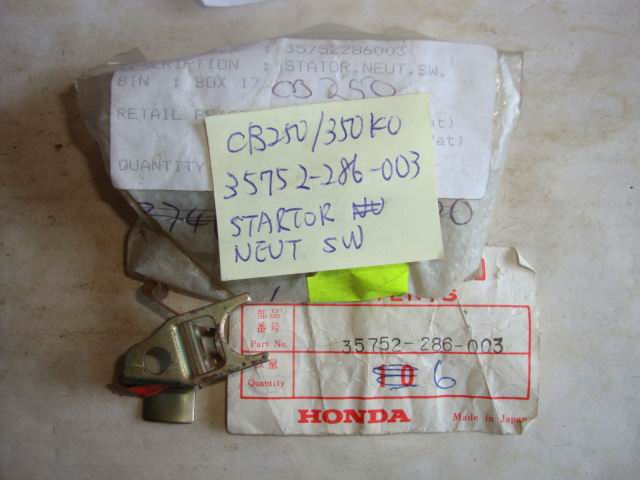 : 35752286003
DESCRIPTION : STATOR.NEUT.SW.
BIN : BOX 17
CB250
RETAIL
QUANTITY
CB250/350K0
35752-286-003
STARTOR
NEUT SW
部品
番号
Part No. 35752-286-003
数量
Quantity 6
HONDA
Made in Japan